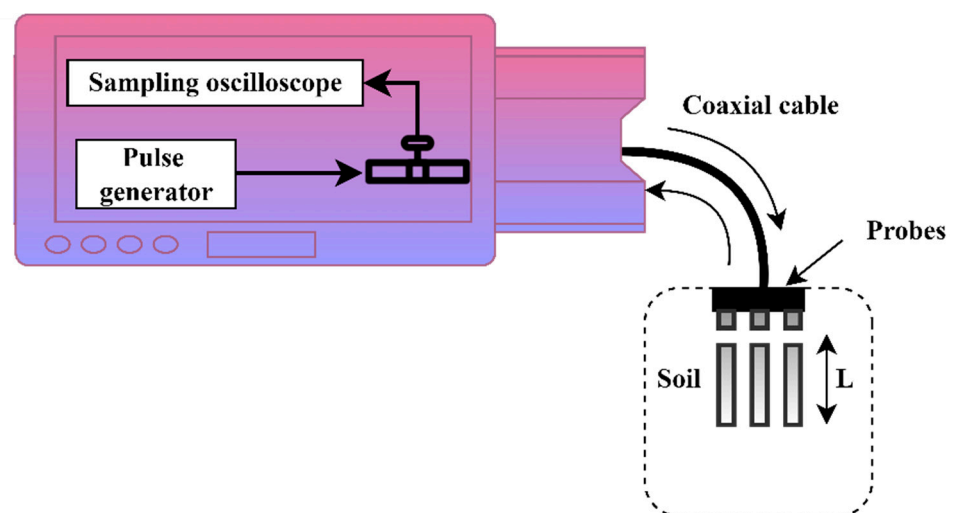 Sampling oscilloscope
Pulse
generator
Coaxial cable
Probes
Soil
L